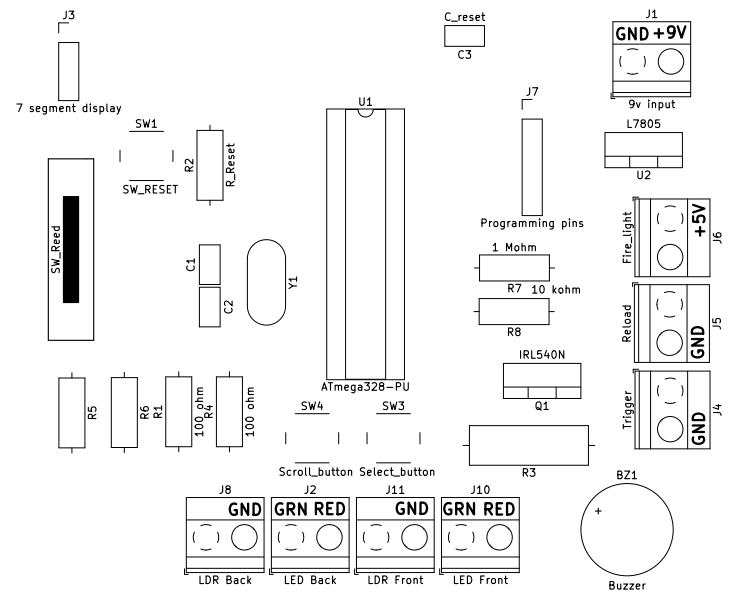 J3
7 segment display
C_reset
C3
J1
GND +9V
9v input
U1
ATmega328-PU
J7
Programming pins
L7805
U2
SW1
SW_RESET
R2
R_Reset
SW_Reed
C1
C2
Y1
1 Mohm
R7
10 kohm
R8
Fire_light
+5V
J6
Reload
GND
J5
Trigger
GND
J4
IRL540N
Q1
R5
R6
R1
100 ohm
R4
100 ohm
SW4
Scroll_button
SW3
Select_button
R3
J8
GND
LDR Back
J2
GRN RED
LED Back
J11
GND
LDR Front
J10
GRN RED
LED Front
BZ1
+
Buzzer